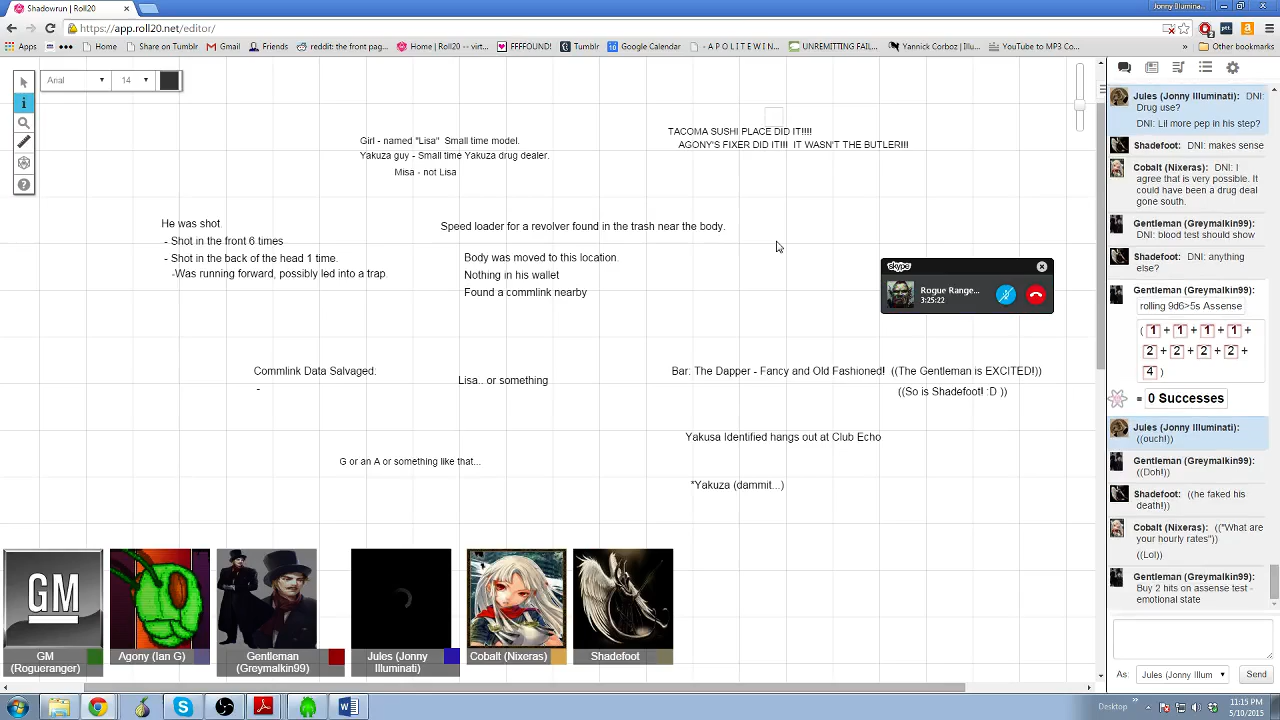 Shadowrun | Roll20
Jonny Illumina...
https://app.roll20.net/editor/
Apps
Home
Share on Tumblr
Gmail
Friends
reddit: the front pag...
Home | Roll20 -- virt...
FFFFOUND!
Tumblr
Google Calendar
- A P O L I T E W I N...
UNREMITTING FAIL...
Yannick Corboz | Illu...
YouTube to MP3 Co...
Other bookmarks
Arial
14
Girl - named "Lisa" Small time model.
Yakuza guy - Small time Yakuza drug dealer.
Misa - not Lisa
TACOMA SUSHI PLACE DID IT!!!!
AGONY'S FIXER DID IT!!! IT WASN'T THE BUTLER!!!
He was shot.
- Shot in the front 6 times
- Shot in the back of the head 1 time.
-Was running forward, possibly led into a trap.
Speed loader for a revolver found in the trash near the body.
Body was moved to this location.
Nothing in his wallet
Found a commlink nearby
skype
Rogue Range...
3:25:22
Commlink Data Salvaged:
-
Lisa.. or something
Bar: The Dapper - Fancy and Old Fashioned! ((The Gentleman is EXCITED!))
((So is Shadefoot! :D ))
Yakusa Identified hangs out at Club Echo
G or an A or something like that...
*Yakuza (dammit...)
GM
GM
(Rogueranger)
Agony (Ian G)
Gentleman
(Greymalkin99)
Jules (Jonny
Illuminati)
Cobalt (Nixeras)
Shadefoot
Jules (Jonny Illuminati): DNI:
Drug use?
DNI: Lil more pep in his step?
Shadefoot: DNI: makes sense
Cobalt (Nixeras): DNI: I
agree that is very possible. It
could have been a drug deal
gone south.
Gentleman (Greymalkin99):
DNI: blood test should show
Shadefoot: DNI: anything
else?
Gentleman (Greymalkin99):
rolling 9d6>5s Assense
( 1 + 1 + 1 + 1 +
2 + 2 + 2 + 2 +
4 )
= 0 Successes
Jules (Jonny Illuminati):
((ouch!))
Gentleman (Greymalkin99):
((Doh!))
Shadefoot: ((he faked his
death!))
Cobalt (Nixeras): (("What are
your hourly rates"))
((Lol))
Gentleman (Greymalkin99):
Buy 2 hits on assense test -
emotional state
As: Jules (Jonny Illum
Send
Desktop
11:15 PM
5/10/2015